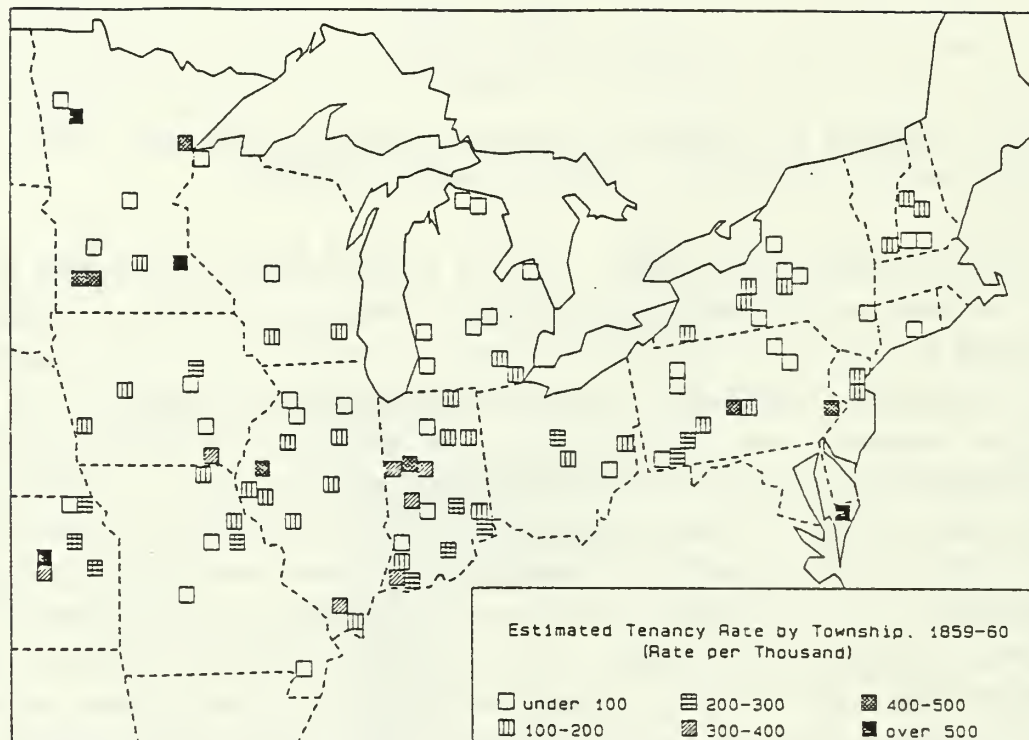 Estimated Tenancy Rate by Township. 1859-60
(Rate per Thousand)
under 100 200-300 400-500
100-200 300-400 over 500